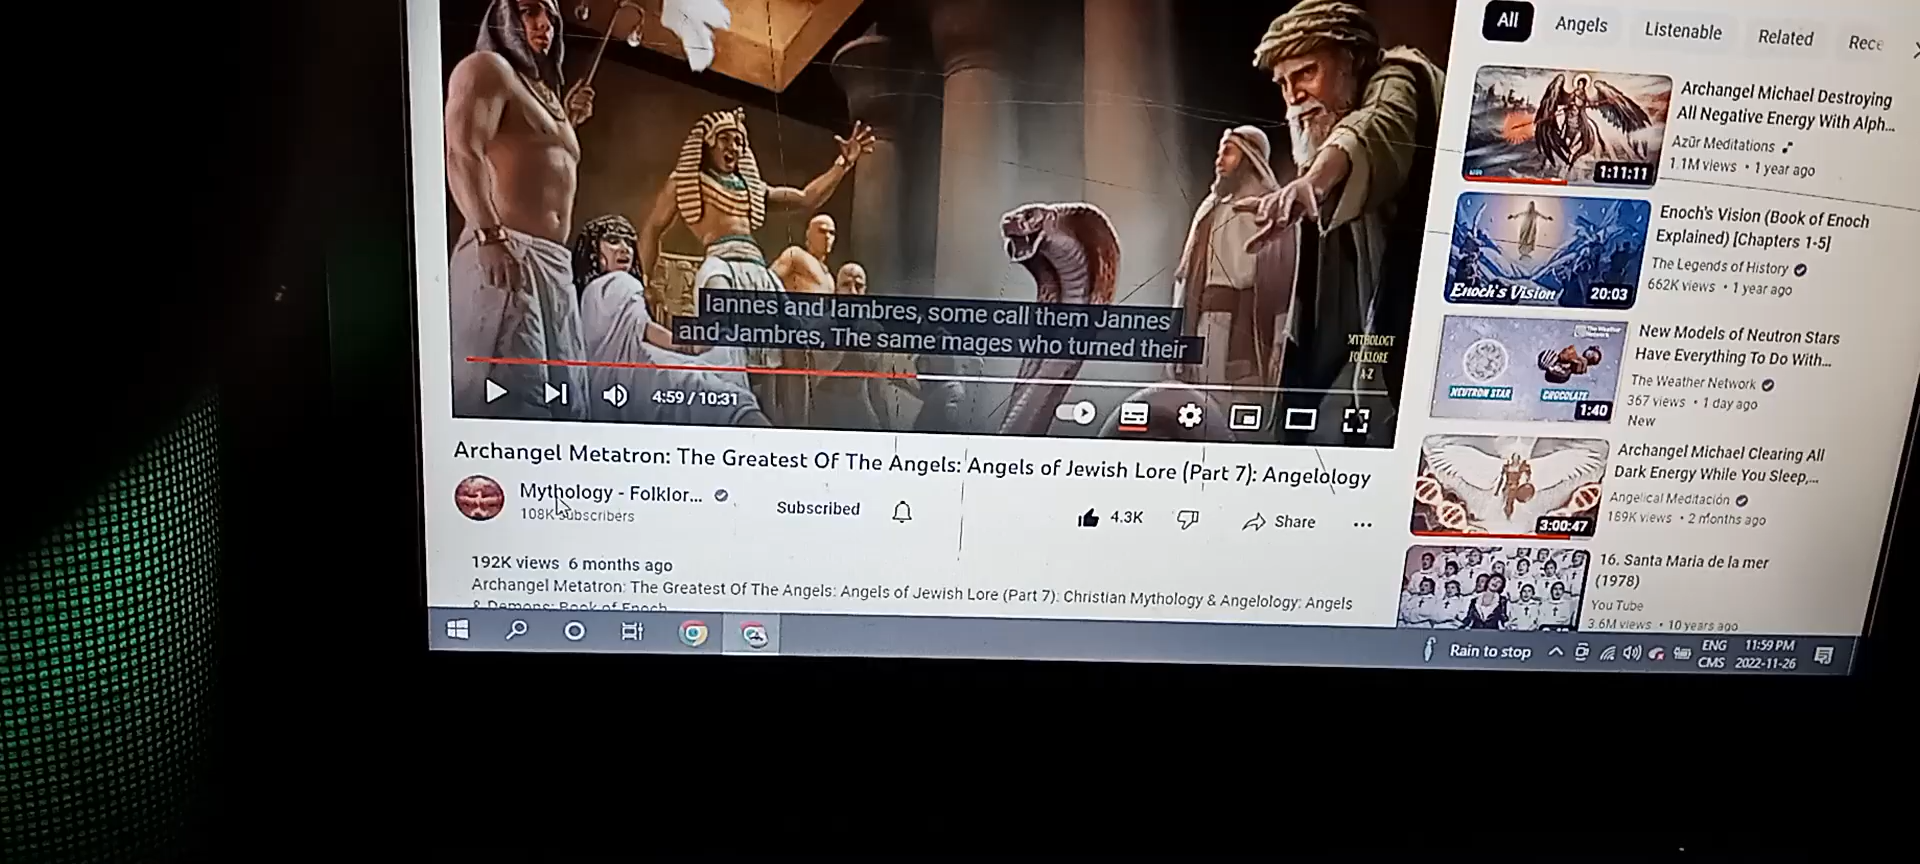 Iannes and Iambres, some call them Jannes
and Jambres, The same mages who turned their
MYTHOLOGY
FOLKLORE
A-Z
4:59 / 10:31
Archangel Metatron: The Greatest Of The Angels: Angels of Jewish Lore (Part 7): Angelology
Mythology - Folklor...
108K subscribers
Subscribed
4.3K
Share
192K views 6 months ago
Archangel Metatron: The Greatest Of The Angels: Angels of Jewish Lore (Part 7): Christian Mythology & Angelology: Angels
& Demons: Book of Enoch
All Angels Listenable Related Rece
1:11:11
Archangel Michael Destroying
All Negative Energy With Alph...
Azūr Meditations
1.1M views • 1 year ago
Enoch's Vision
20:03
Enoch's Vision (Book of Enoch
Explained) [Chapters 1-5]
The Legends of History
662K views • 1 year ago
NEUTRON STAR
CHOCOLATE
1:40
New Models of Neutron Stars
Have Everything To Do With...
The Weather Network
367 views • 1 day ago
New
3:00:47
Archangel Michael Clearing All
Dark Energy While You Sleep,...
Angelical Meditación
189K views • 2 months ago
16. Santa Maria de la mer
(1978)
You Tube
3.6M views • 10 years ago
Rain to stop
ENG
CMS
11:59 PM
2022-11-26